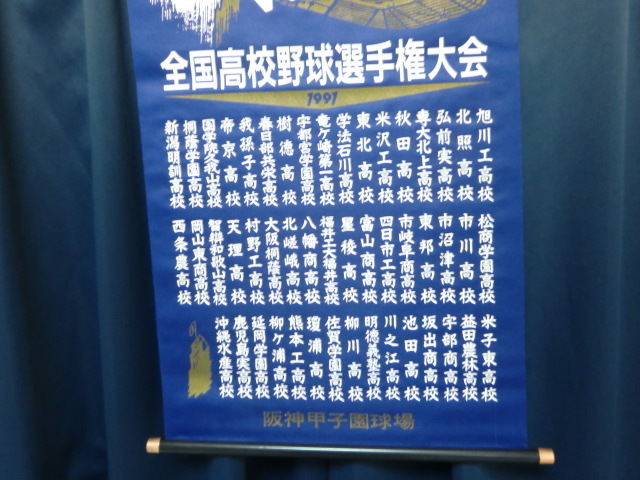 全国高校野球選手権大会
1991
旭川工高校
北照高校
弘前実高校
専大北上高校
秋田高校
米沢工高校
東北高校
学法石川高校
竜ケ崎第一高校
宇都宮学園高校
樹徳高校
春日部共栄高校
我孫子高校
帝京高校
国学院久我山高校
桐蔭学園高校
新潟明訓高校
松商学園高校
市川高校
市沼津高校
東邦高校
市岐阜商高校
四日市工高校
富山商高校
星稜高校
福井工大福井高校
八幡商高校
北嵯峨高校
大阪桐蔭高校
村野工高校
天理高校
智辯和歌山高校
岡山東商高校
西条農高校
米子東高校
益田農林高校
宇部商高校
坂出商高校
池田高校
川之江高校
明徳義塾高校
柳川高校
佐賀学園高校
瓊浦高校
熊本工高校
柳ケ浦高校
延岡学園高校
鹿児島実高校
沖縄水産高校
阪神甲子園球場